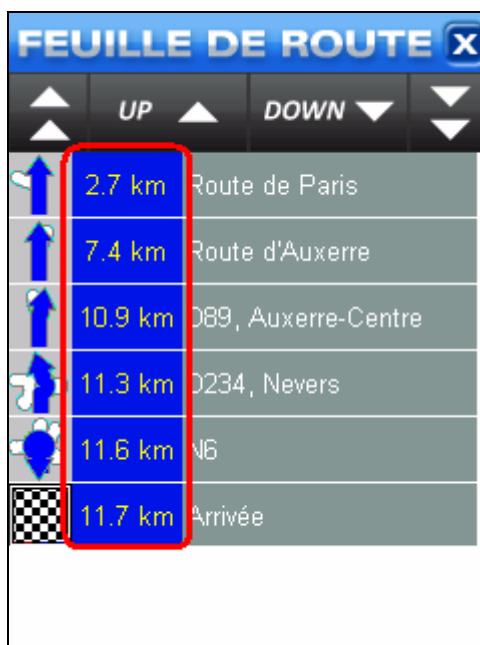 FEUILLE DE ROUTE X
UP DOWN
2.7 km Route de Paris
7.4 km Route d'Auxerre
10.9 km D89, Auxerre-Centre
11.3 km D234, Nevers
11.6 km N6
11.7 km Arrivée